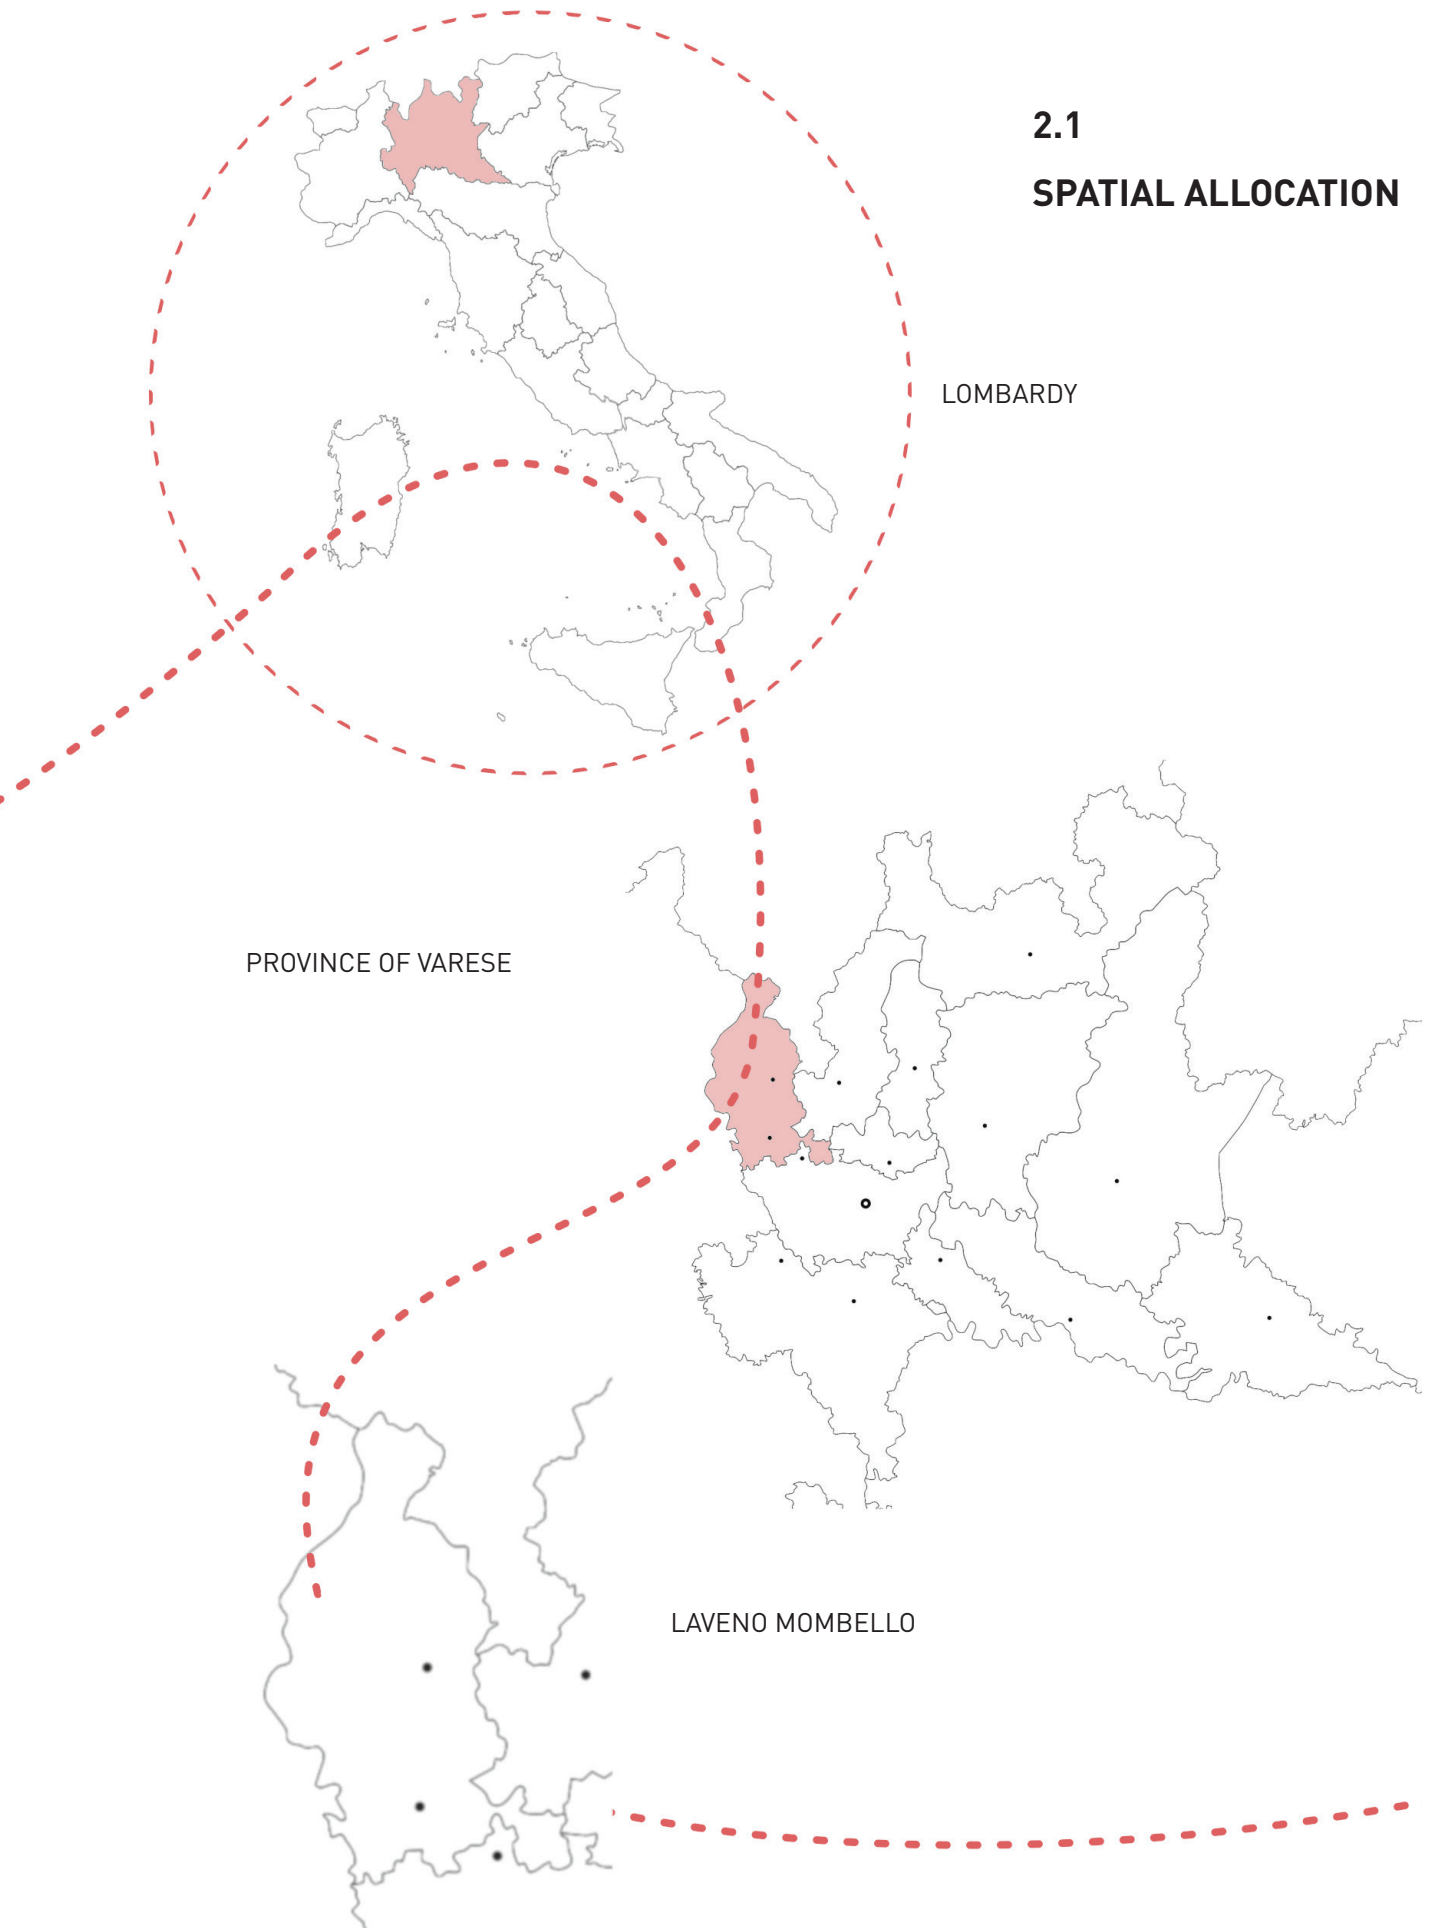 2.1
SPATIAL ALLOCATION
LOMBARDY
PROVINCE OF VARESE
LAVENO MOMBELLO